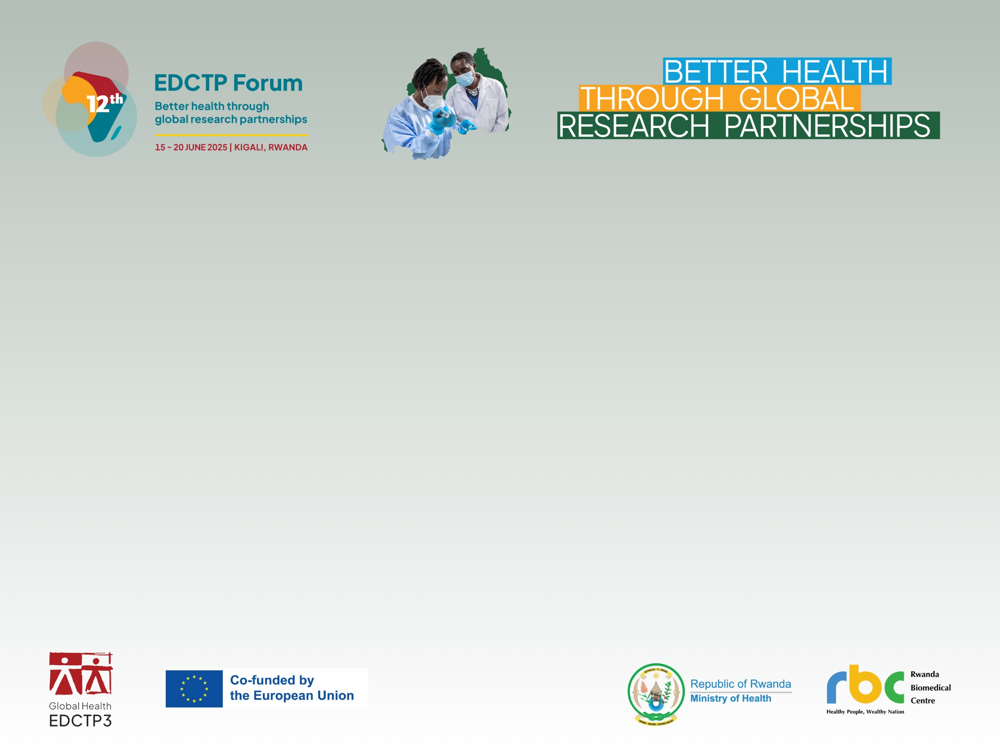 12th
EDCTP Forum
Better health through
global research partnerships
15 – 20 JUNE 2025 | KIGALI, RWANDA
BETTER HEALTH
THROUGH GLOBAL
RESEARCH PARTNERSHIPS
Global Health
EDCTP3
Co-funded by
the European Union
Republic of Rwanda
Ministry of Health
rbc
Rwanda
Biomedical
Centre
Healthy People, Wealthy Nation